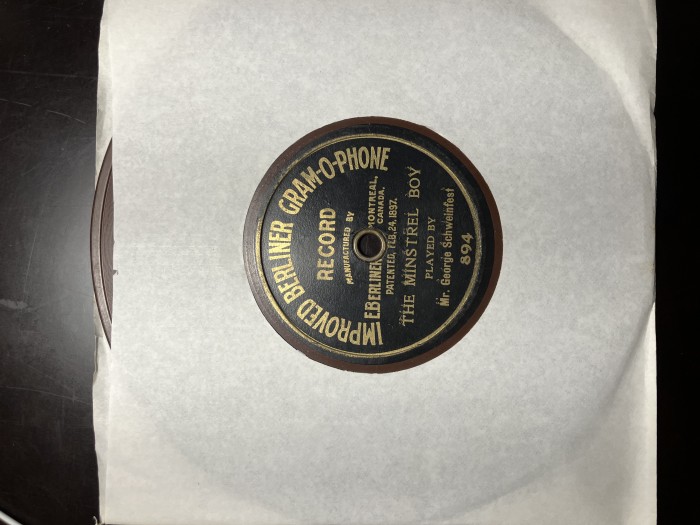 IMPROVED BERLINER GRAM-O-PHONE
RECORD
MANUFACTURED BY
E.BERLINER, MONTREAL,
CANADA.
PATENTED, FEB.24.1897.
THE MINSTREL BOY
PLAYED BY
Mr. George Schweinfest
894